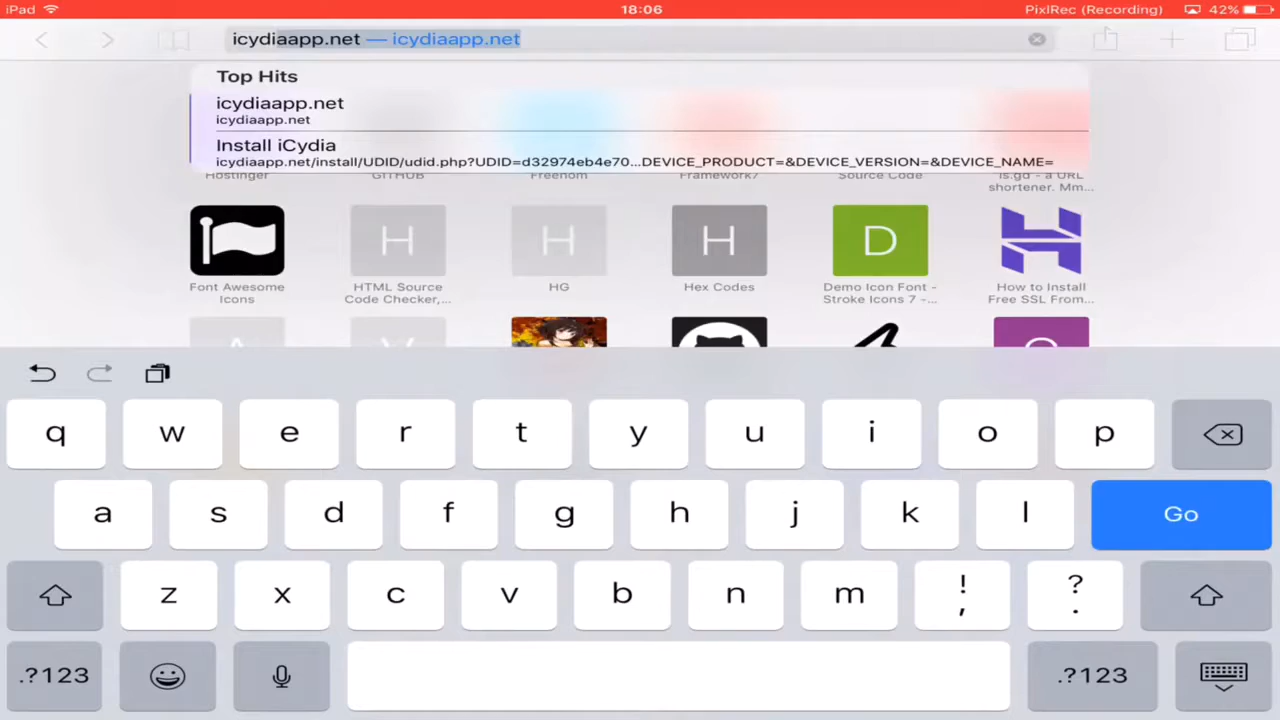 iPad
18:06
PixlRec (Recording)
42%
icydiaapp.net — icydiaapp.net
Top Hits
icydiaapp.net
icydiaapp.net
Install iCydia
icydiaapp.net/install/UDID/udid.php?UDID=d32974eb4e70...DEVICE_PRODUCT=&DEVICE_VERSION=&DEVICE_NAME=
Hostinger
GITHUB
Freenom
Framework7
Source Code
is.gd - a URL
shortener. Mm...
H
H
H
D
Font Awesome
Icons
HTML Source
Code Checker,...
HG
Hex Codes
Demo Icon Font -
Stroke Icons 7 -...
How to Install
Free SSL From...
q w e r t y u i o p
a s d f g h j k l Go
z x c v b n m ! , ? .
.?123 .?123